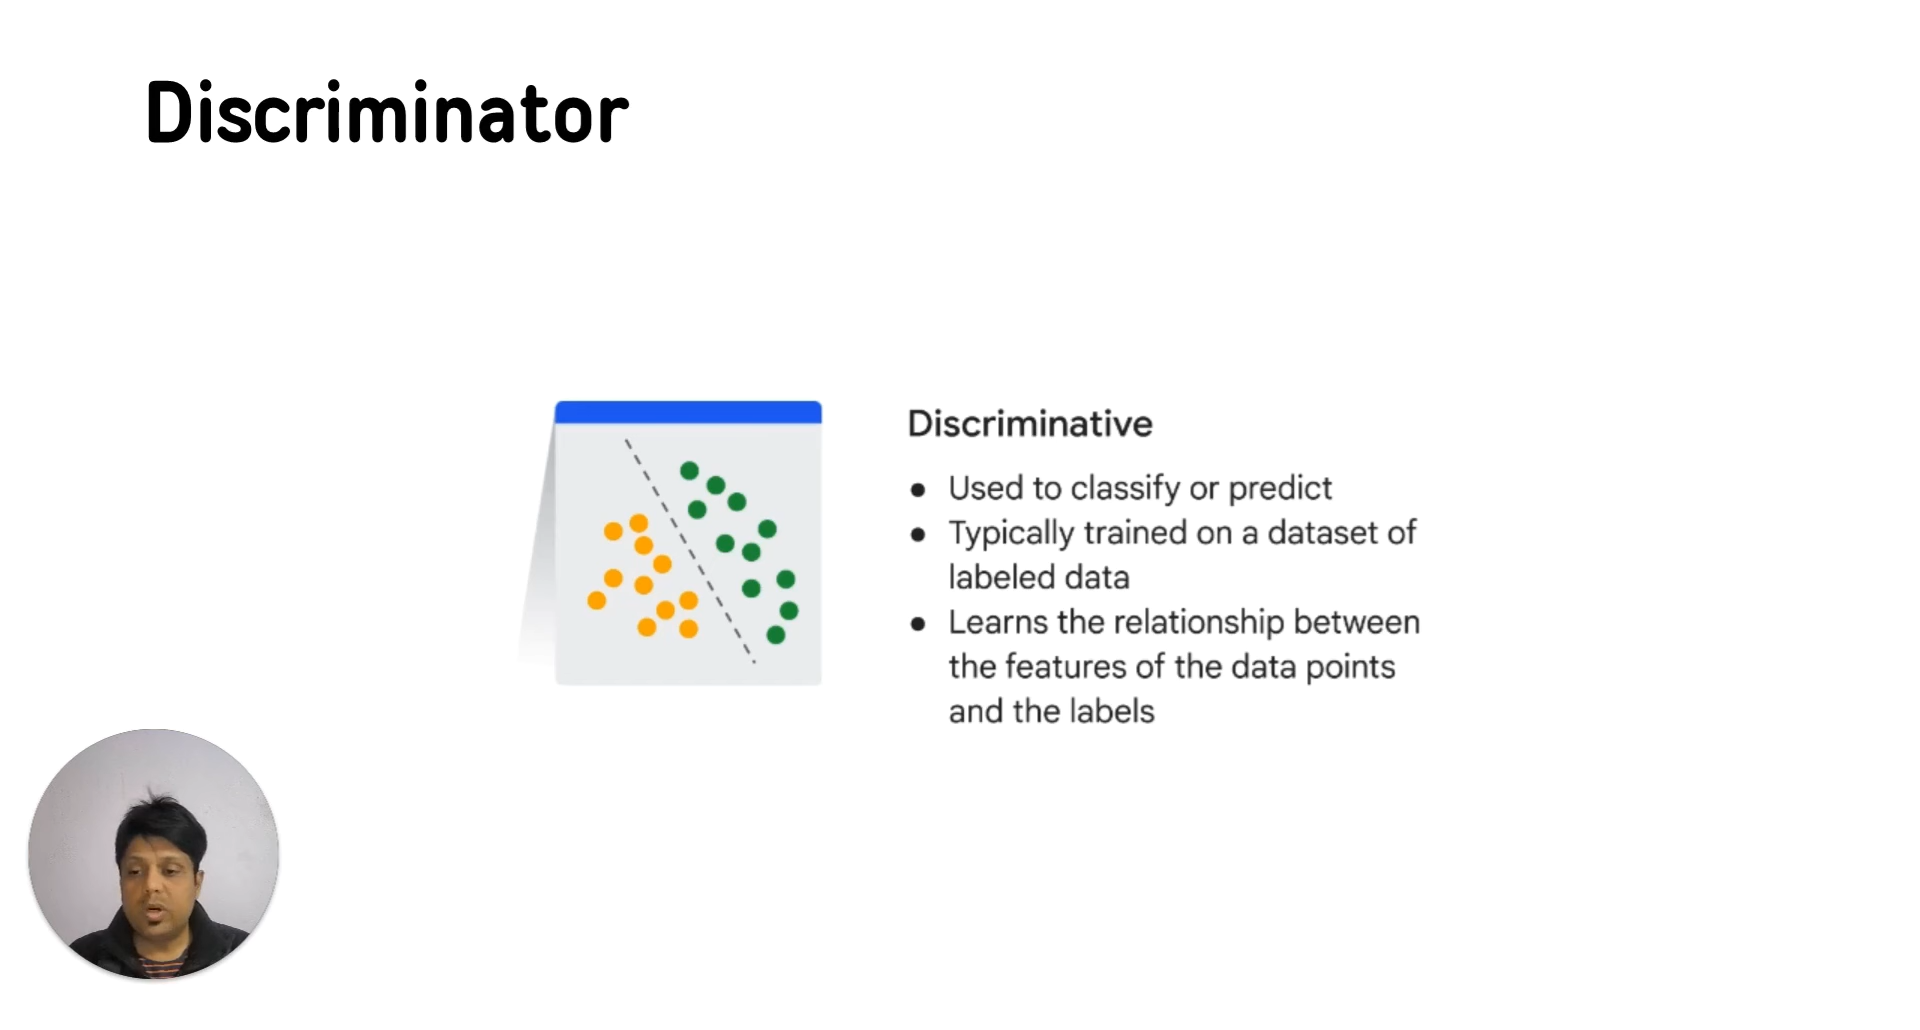 Discriminator
Discriminative
● Used to classify or predict
● Typically trained on a dataset of
labeled data
● Learns the relationship between
the features of the data points
and the labels